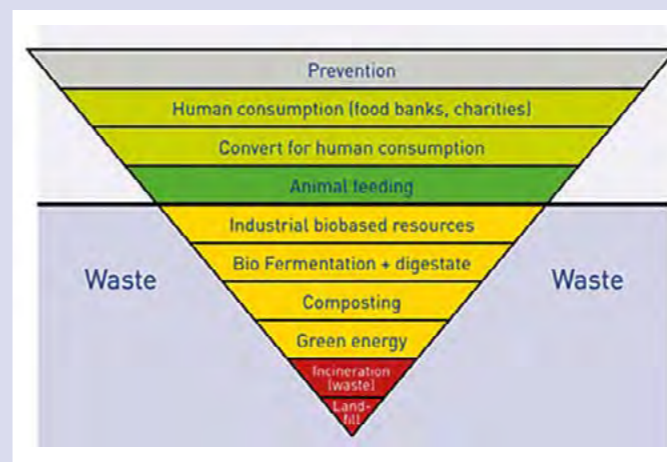 Prevention
Human consumption (food banks, charities)
Convert for human consumption
Animal feeding
Industrial biobased resources
Waste
Bio Fermentation + digestate
Waste
Composting
Green energy
Incineration
(waste)
Land-
fill